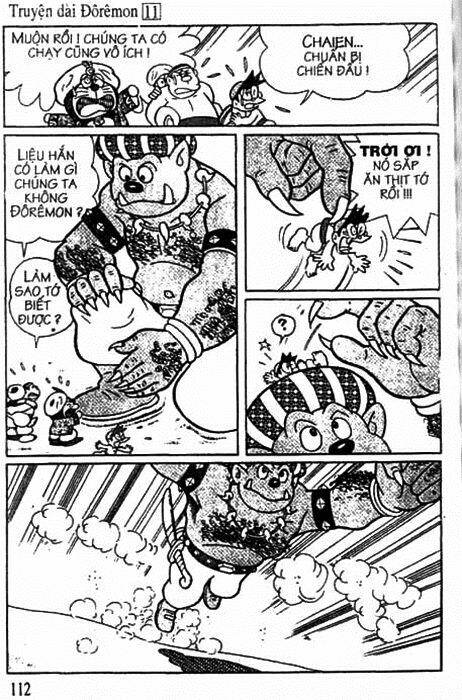 Truyện dài Đôrêmon 11
MUỘN RỒI ! CHÚNG TA CÓ
CHẠY CŨNG VÔ ÍCH !
CHAIEN...
CHUẨN BỊ
CHIẾN ĐẤU !
LIỆU HẮN
CÓ LÀM GÌ
CHÚNG TA
KHÔNG
ĐÔRÊMON ?
LÀM
SAO TỚ
BIẾT
ĐƯỢC ?
TRỜI ƠI !
NÓ SẮP
ĂN THỊT TỚ
RỒI !!!
?
112